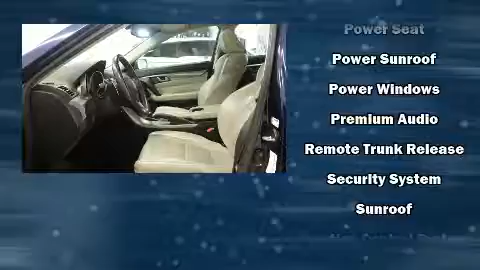 Power Seat
Power Sunroof
Power Windows
Premium Audio
Remote Trunk Release
Security System
Sunroof